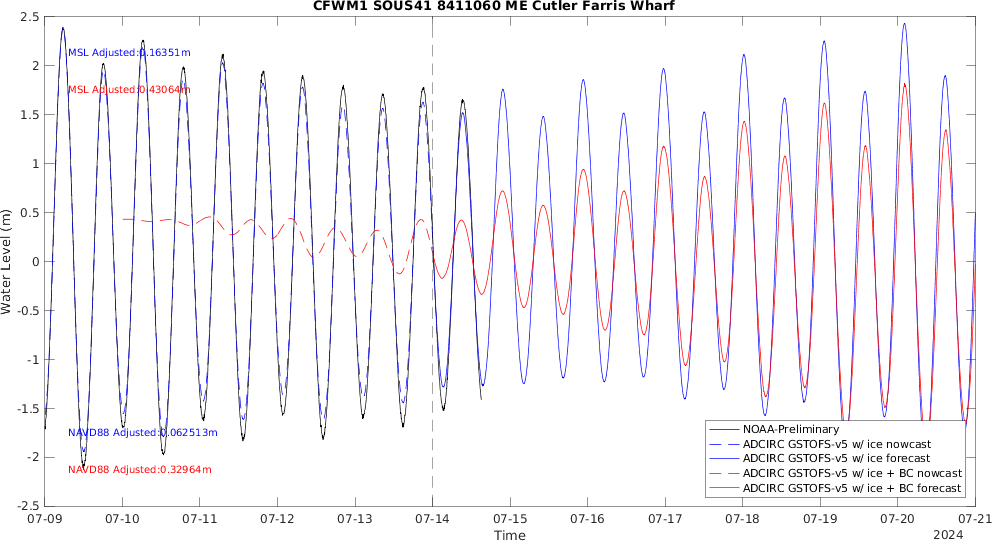 CFWM1 SOUS41 8411060 ME Cutler Farris Wharf
2.5
2
1.5
1
0.5
0
-0.5
-1
-1.5
-2
-2.5
Water Level (m)
MSL Adjusted:0.16351m
MSL Adjusted:0.43064m
NAVD88 Adjusted:0.062513m
NAVD88 Adjusted:0.32964m
NOAA-Preliminary
ADCIRC GSTOFS-v5 w/ ice nowcast
ADCIRC GSTOFS-v5 w/ ice forecast
ADCIRC GSTOFS-v5 w/ ice + BC nowcast
ADCIRC GSTOFS-v5 w/ ice + BC forecast
07-09 07-10 07-11 07-12 07-13 07-14 07-15 07-16 07-17 07-18 07-19 07-20 07-21
Time
2024